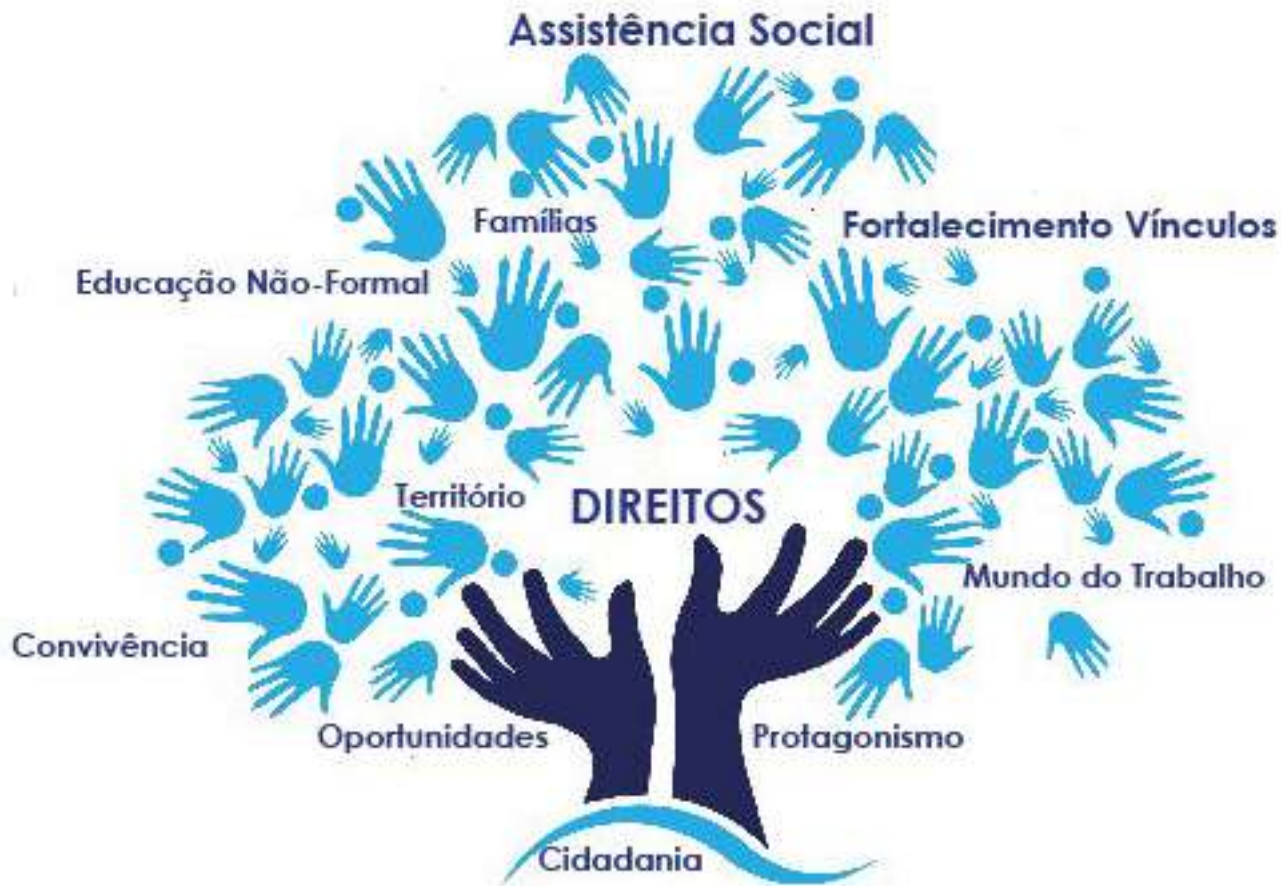 Assistência Social
Famílias
Fortalecimento Vínculos
Educação Não-Formal
Território
DIREITOS
Mundo do Trabalho
Convivência
Oportunidades
Protagonismo
Cidadania